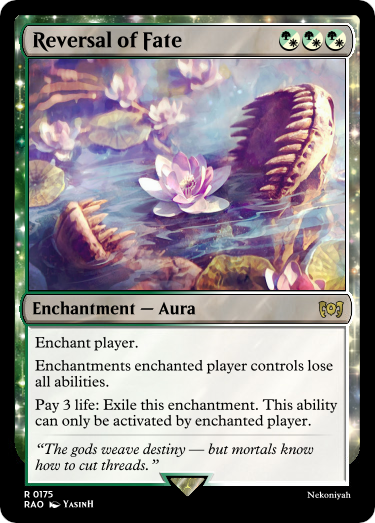 Reversal of Fate
Enchantment — Aura
FOJ
Enchant player.
Enchantments enchanted player controls lose
all abilities.
Pay 3 life: Exile this enchantment. This ability
can only be activated by enchanted player.
“The gods weave destiny — but mortals know
how to cut threads.”
R 0175
RAO YasinH
Nekoniyah